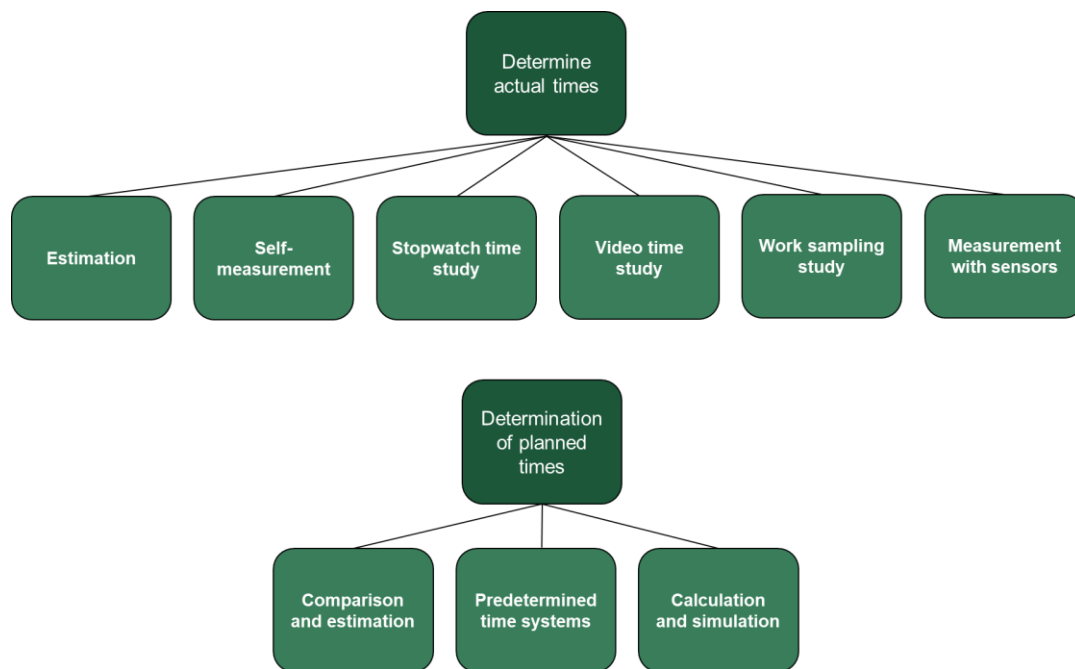 Determine
actual times
Estimation
Self-
measurement
Stopwatch time
study
Video time
study
Work sampling
study
Measurement
with sensors
Determination
of planned
times
Comparison
and estimation
Predetermined
time systems
Calculation
and simulation